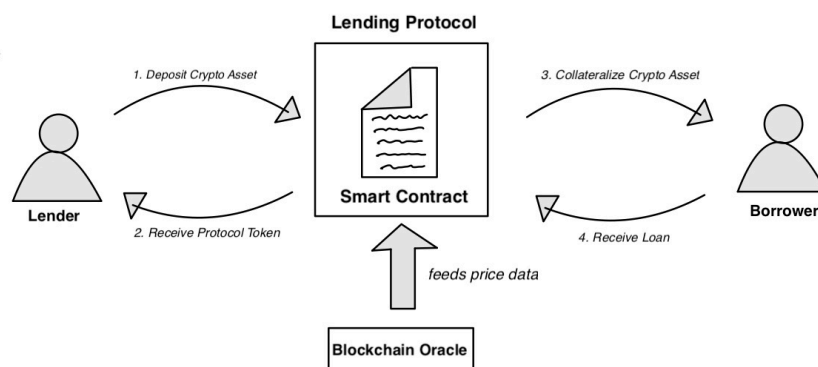 Lending Protocol
1. Deposit Crypto Asset
3. Collateralize Crypto Asset
Smart Contract
Lender
Borrower
2. Receive Protocol Token
4. Receive Loan
feeds price data
Blockchain Oracle